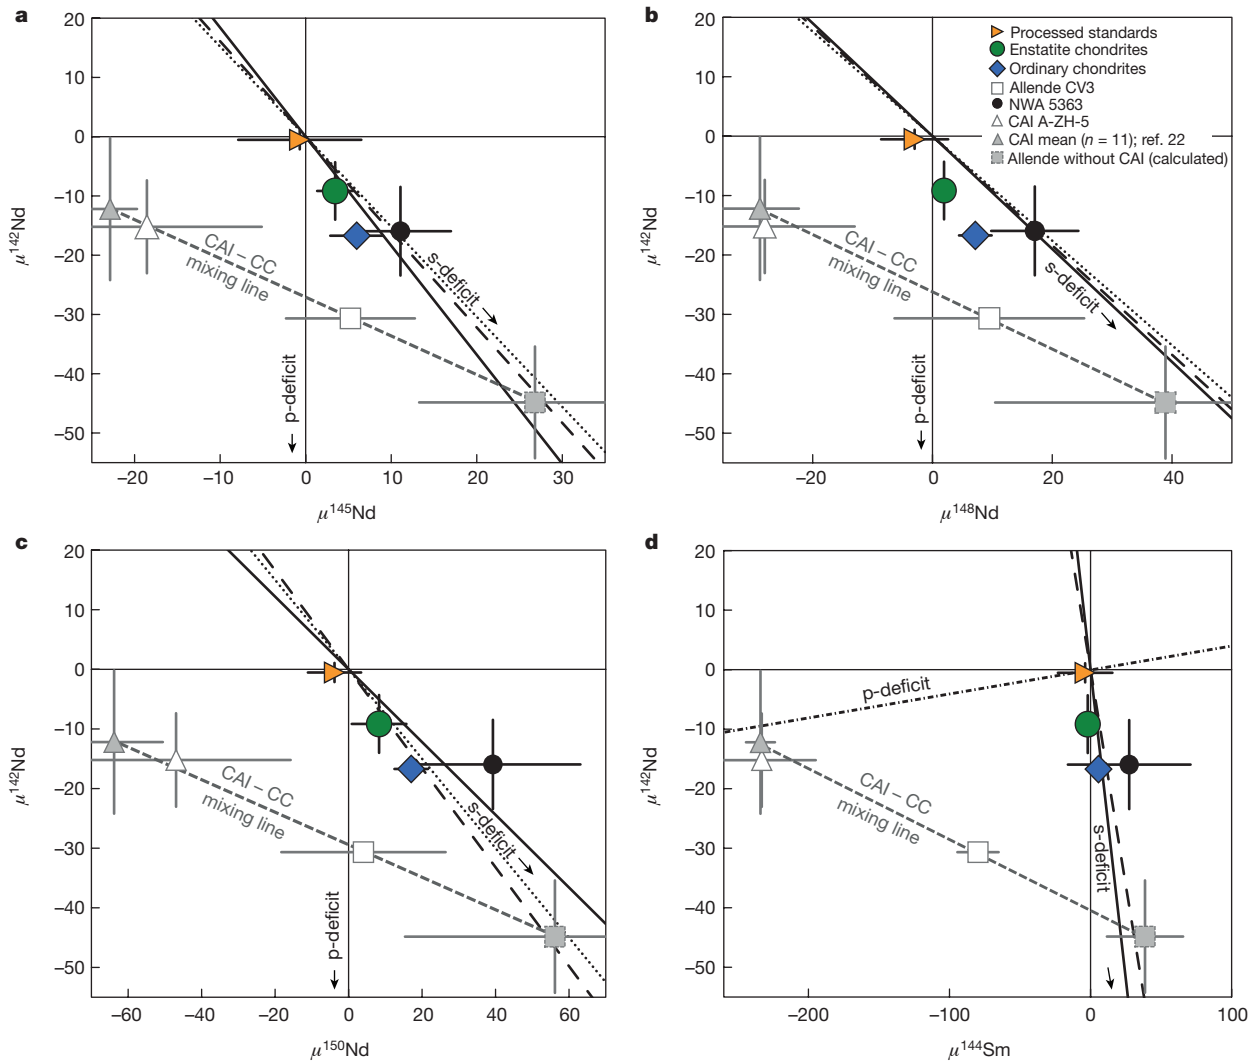 a
20
10
0
−10
−20
−30
−40
−50
μ¹⁴²Nd
CAI – CC
mixing line
s-deficit
p-deficit
−20
−10
0
10
20
30
μ¹⁴⁵Nd
b
20
10
0
−10
−20
−30
−40
−50
μ¹⁴²Nd
Processed standards
Enstatite chondrites
Ordinary chondrites
Allende CV3
NWA 5363
CAI A-ZH-5
CAI mean (n = 11); ref. 22
Allende without CAI (calculated)
CAI – CC
mixing line
s-deficit
p-deficit
−20
0
20
40
μ¹⁴⁸Nd
c
20
10
0
−10
−20
−30
−40
−50
μ¹⁴²Nd
CAI – CC
mixing line
s-deficit
p-deficit
−60
−40
−20
0
20
40
60
μ¹⁵⁰Nd
d
20
10
0
−10
−20
−30
−40
−50
μ¹⁴²Nd
p-deficit
CAI – CC
mixing line
s-deficit
−200
−100
0
100
μ¹⁴⁴Sm